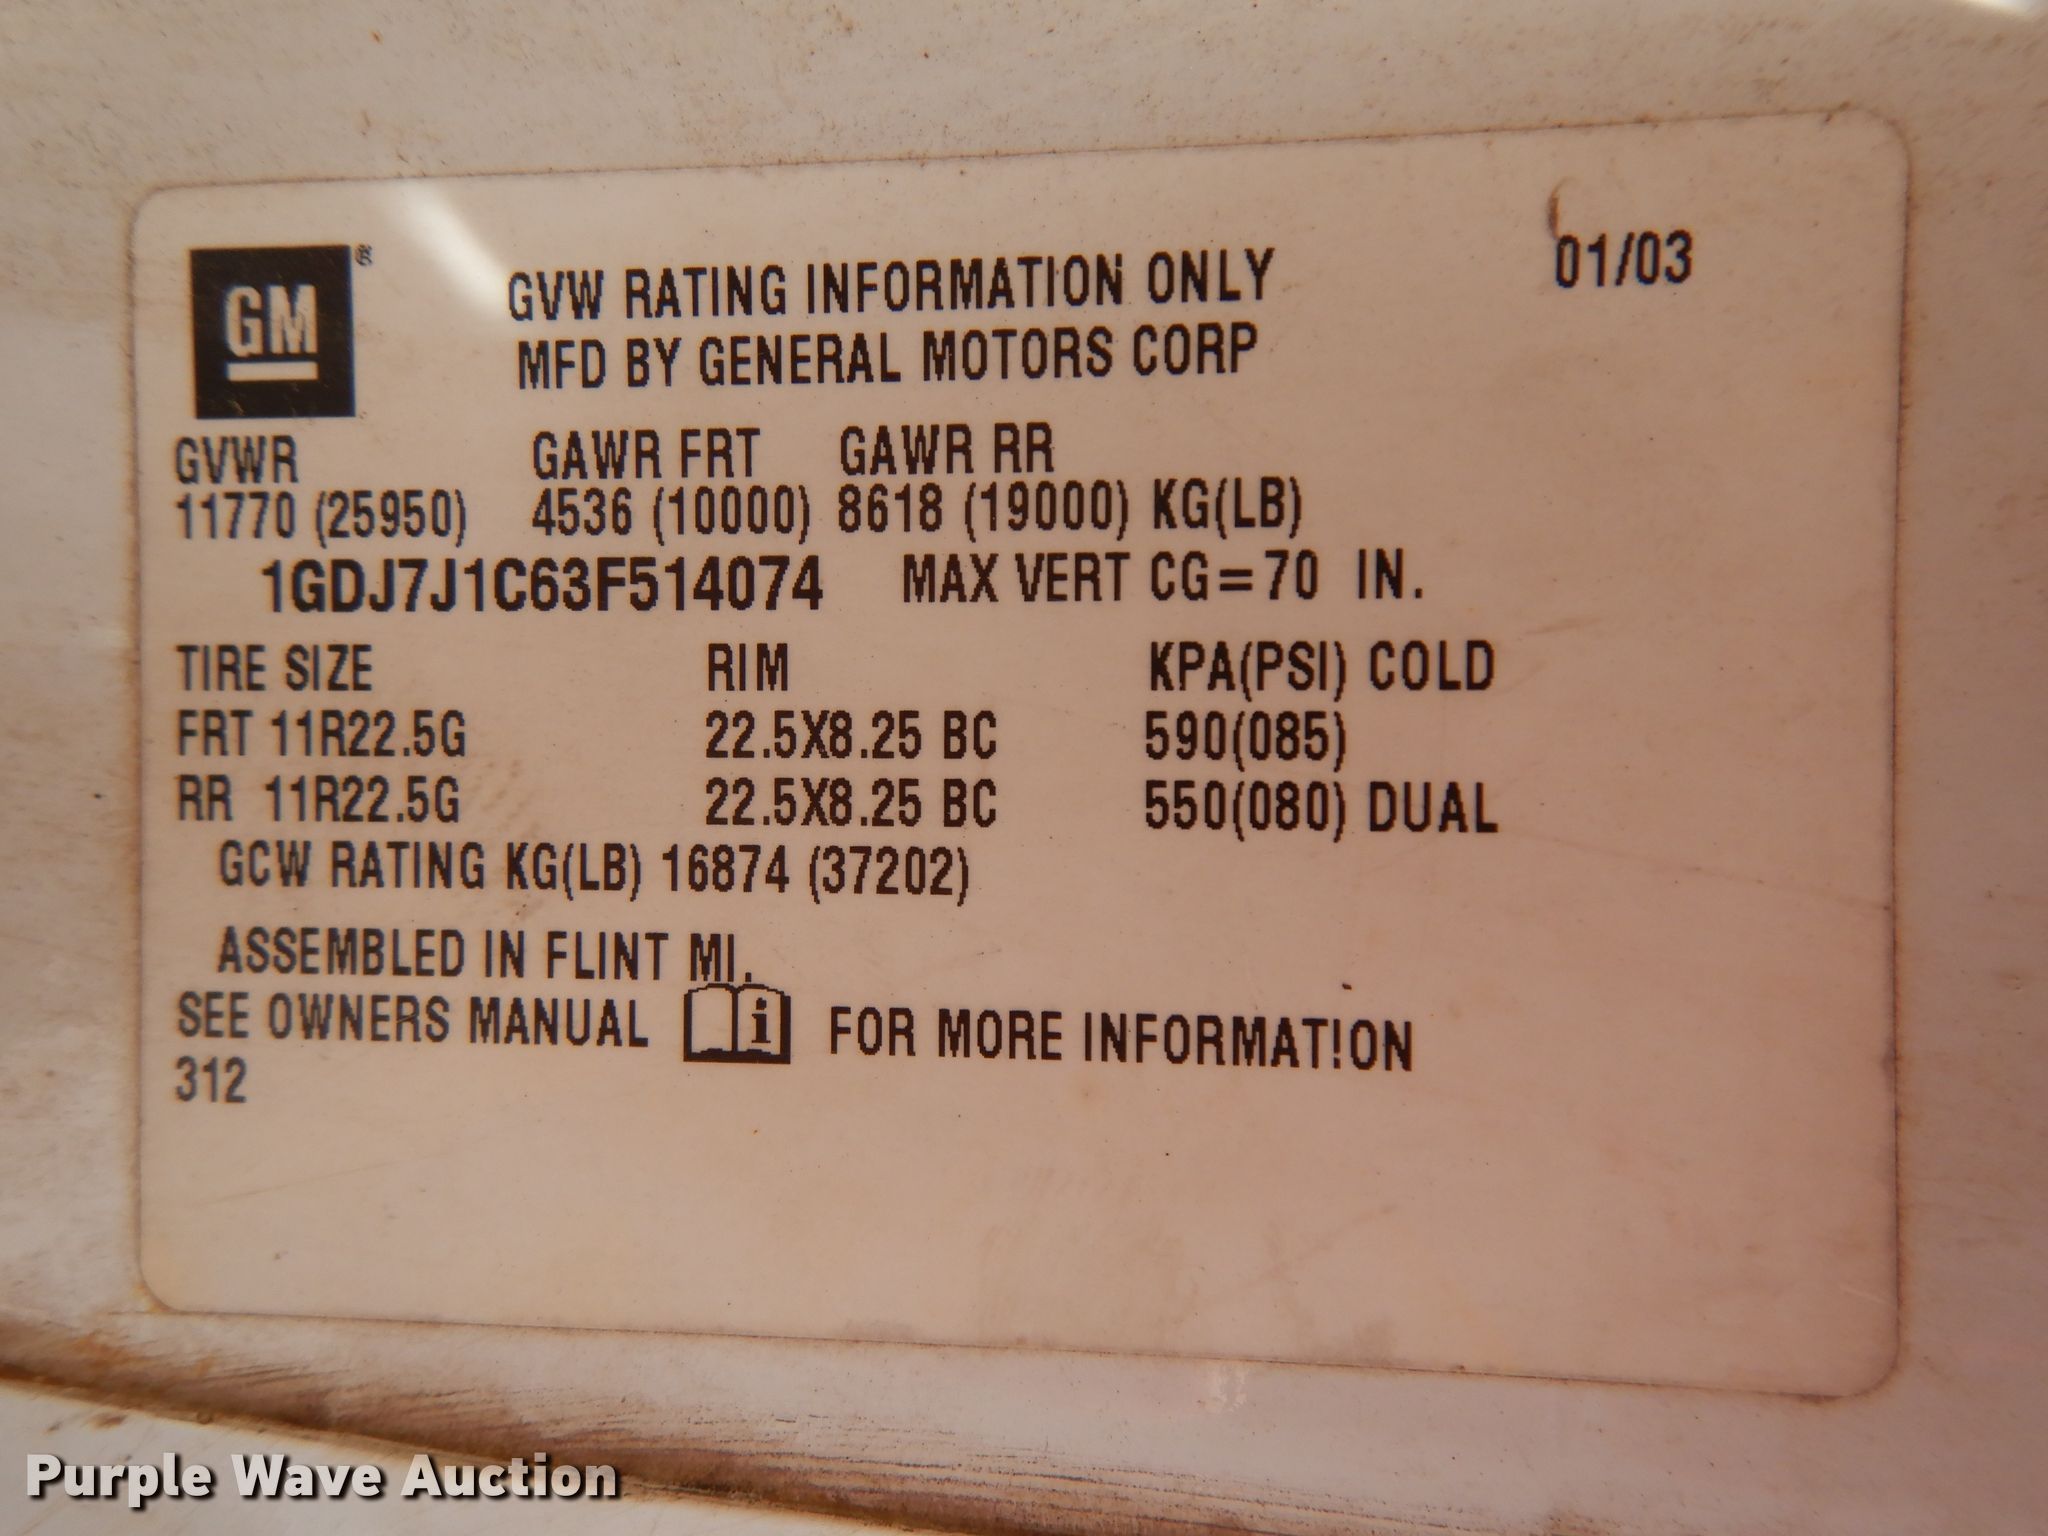 GM®
GVW RATING INFORMATION ONLY 01/03
MFD BY GENERAL MOTORS CORP
GVWR GAWR FRT GAWR RR
11770 (25950) 4536 (10000) 8618 (19000) KG(LB)
1GDJ7J1C63F514074 MAX VERT CG=70 IN.
TIRE SIZE RIM KPA(PSI) COLD
FRT 11R22.5G 22.5X8.25 BC 590(085)
RR 11R22.5G 22.5X8.25 BC 550(080) DUAL
GCW RATING KG(LB) 16874 (37202)
ASSEMBLED IN FLINT MI.
SEE OWNERS MANUAL i FOR MORE INFORMATION
312
Purple Wave Auction